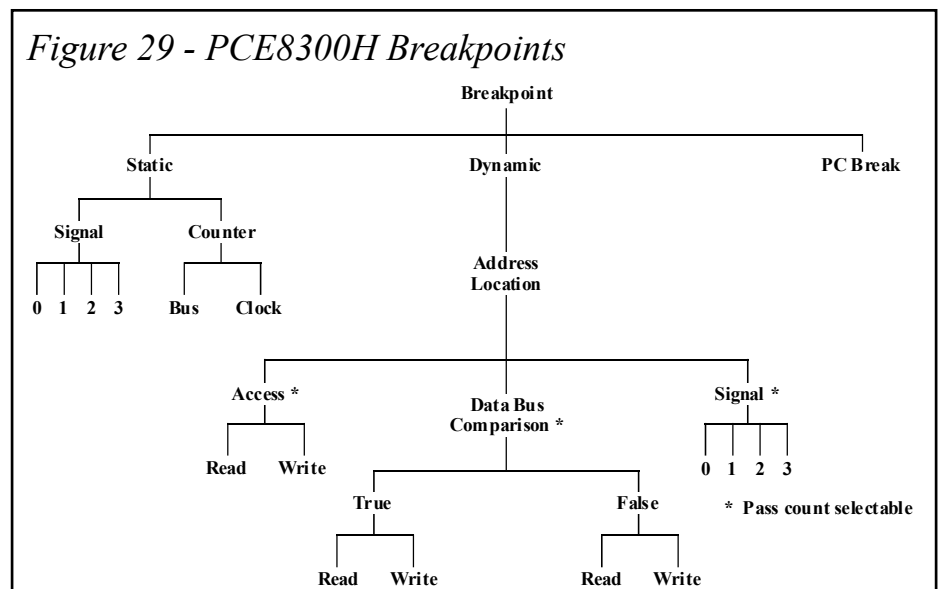 Figure 29 - PCE8300H Breakpoints
Breakpoint
Static Dynamic PC Break
Signal Counter
Address
Location
0 1 2 3 Bus Clock
Access * Data Bus
Comparison * Signal *
Read Write 0 1 2 3
True False * Pass count selectable
Read Write Read Write